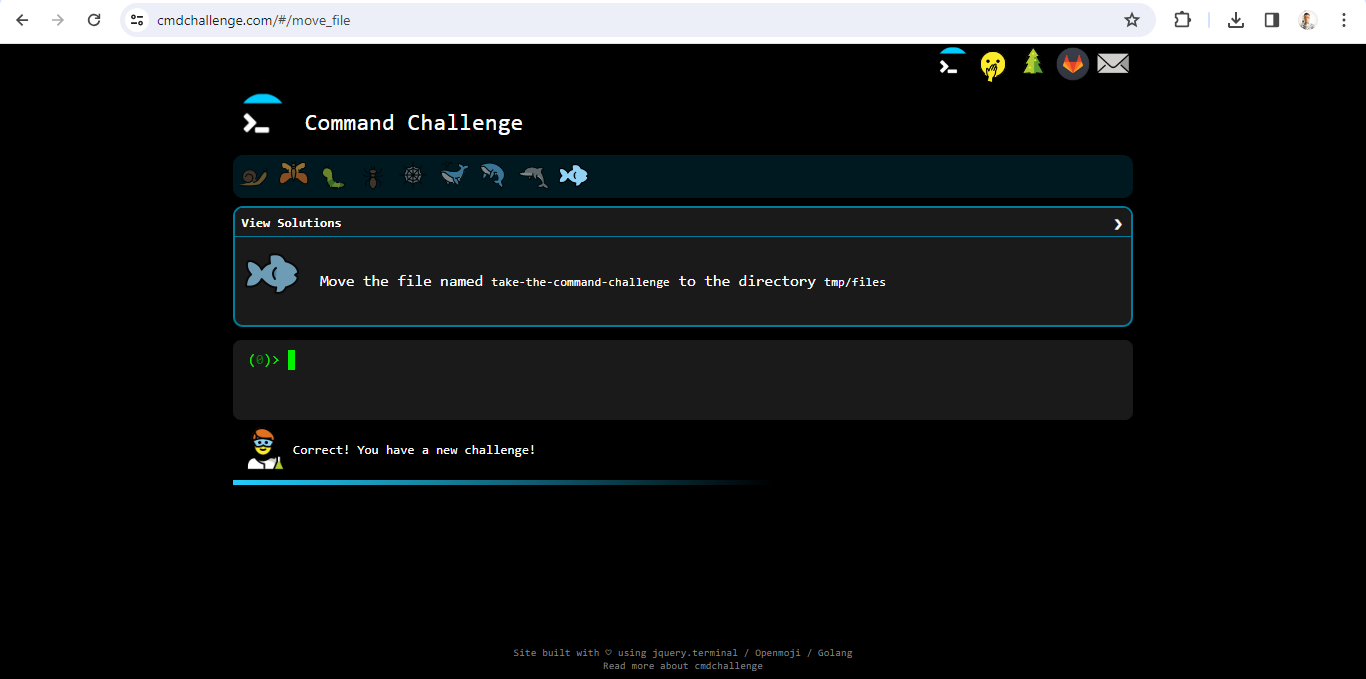 cmdchallenge.com/#/move_file
Command Challenge
View Solutions
Move the file named take-the-command-challenge to the directory tmp/files
(0)>
Correct! You have a new challenge!
Site built with ♡ using jquery.terminal / Openmoji / Golang
Read more about cmdchallenge